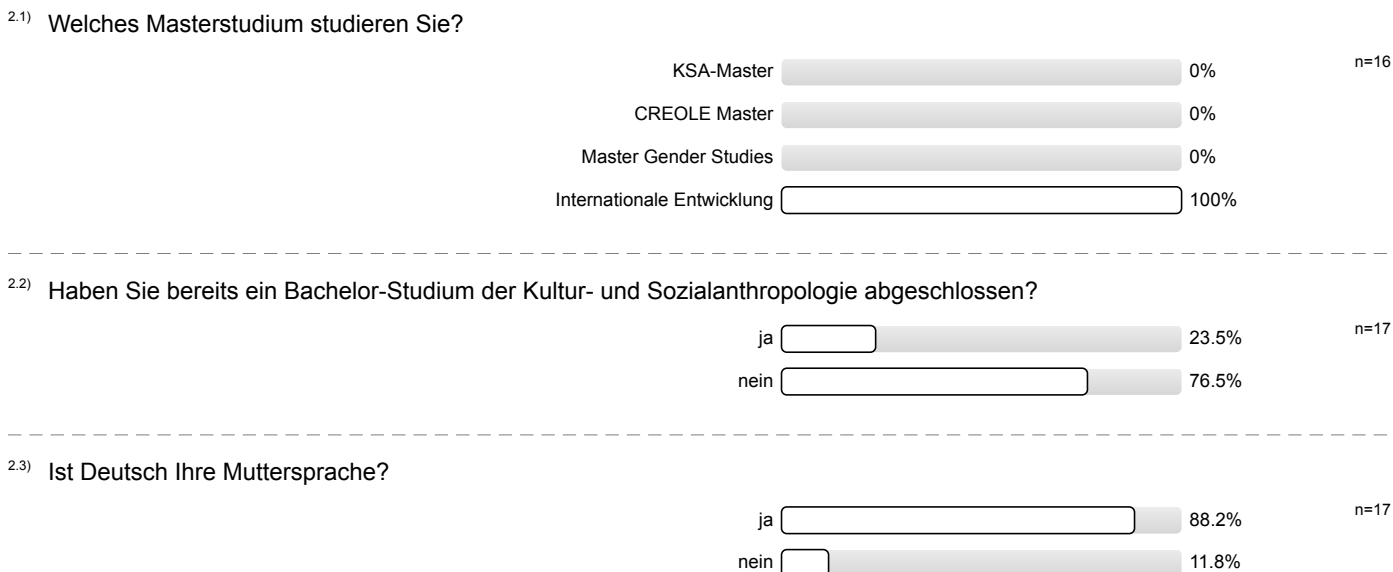 2.1) Welches Masterstudium studieren Sie?
KSA-Master 0% n=16
CREOLE Master 0%
Master Gender Studies 0%
Internationale Entwicklung 100%
2.2) Haben Sie bereits ein Bachelor-Studium der Kultur- und Sozialanthropologie abgeschlossen?
ja 23.5% n=17
nein 76.5%
2.3) Ist Deutsch Ihre Muttersprache?
ja 88.2% n=17
nein 11.8%